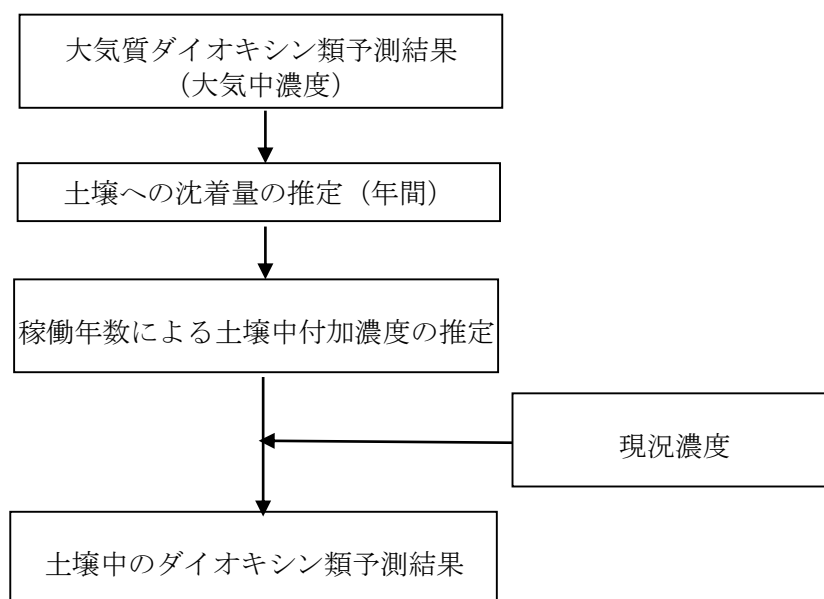 大気質ダイオキシン類予測結果
（大気中濃度）
土壌への沈着量の推定（年間）
稼働年数による土壌中付加濃度の推定
現況濃度
土壌中のダイオキシン類予測結果